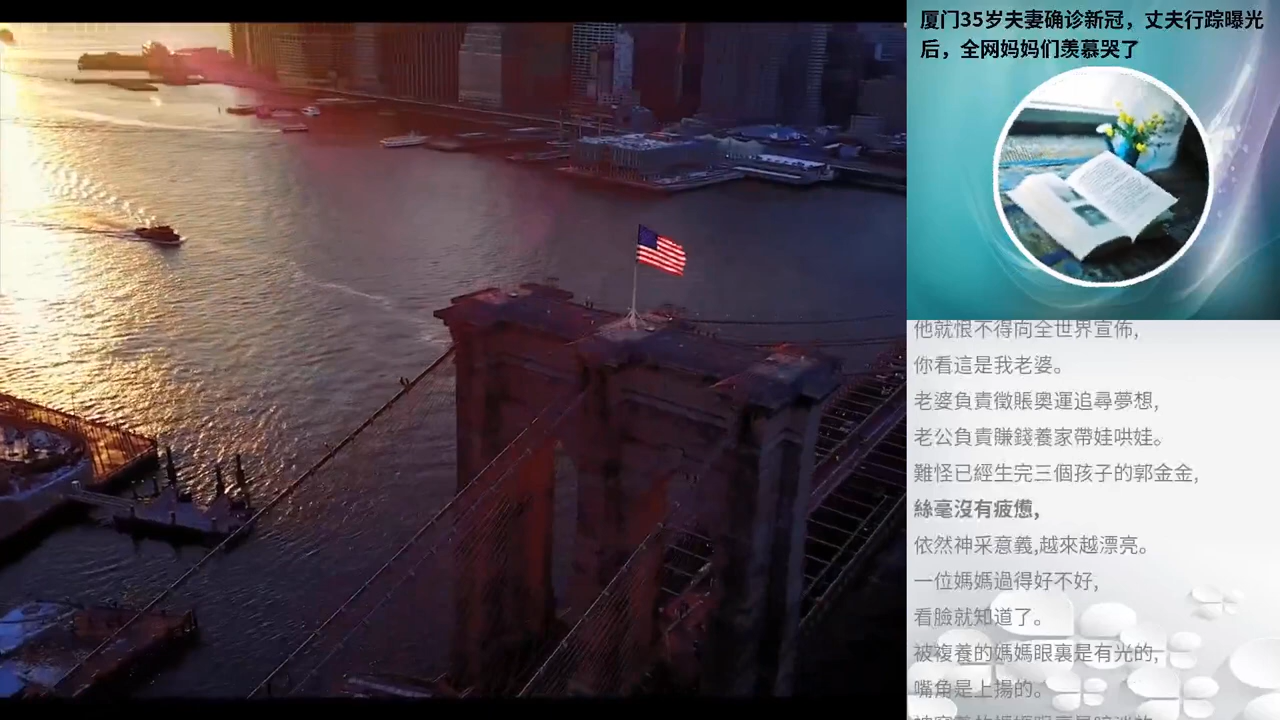 厦门35岁夫妻确诊新冠，丈夫行踪曝光
后，全网妈妈们羡慕哭了
他就恨不得向全世界宣佈,
你看這是我老婆。
老婆負責徵賬奧運追尋夢想,
老公負責賺錢養家帶娃哄娃。
難怪已經生完三個孩子的郭金金,
絲毫沒有疲憊,
依然神采意義,越來越漂亮。
一位媽媽過得好不好,
看臉就知道了。
被複養的媽媽眼裏是有光的,
嘴角是上揚的。